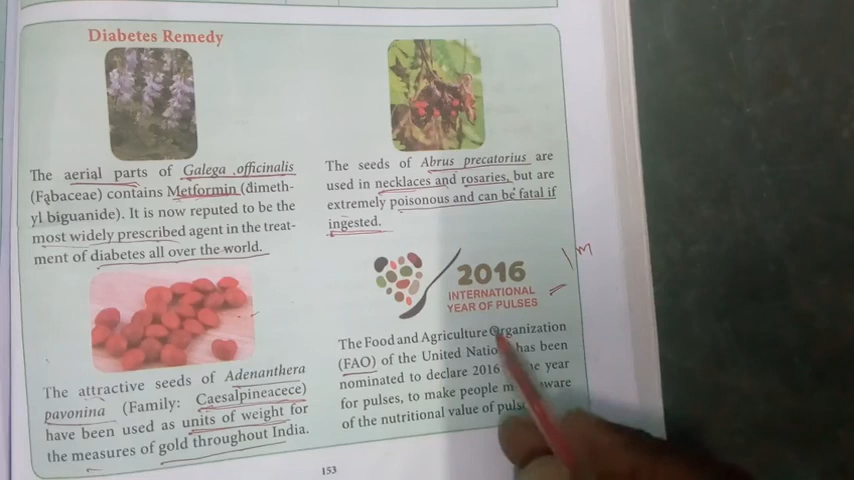 Diabetes Remedy
The aerial parts of Galega officinalis
(Fabaceae) contains Metformin (dimeth-
yl biguanide). It is now reputed to be the
most widely prescribed agent in the treat-
ment of diabetes all over the world.
The attractive seeds of Adenanthera
pavonina (Family: Caesalpineacece)
have been used as units of weight for
the measures of gold throughout India.
The seeds of Abrus precatorius are
used in necklaces and rosaries, but are
extremely poisonous and can be fatal if
ingested.
2016
INTERNATIONAL
YEAR OF PULSES
1m
The Food and Agriculture Organization
(FAO) of the United has been
nominated to declare 2016 year
for pulses, to make people
of the nutritional value of
153